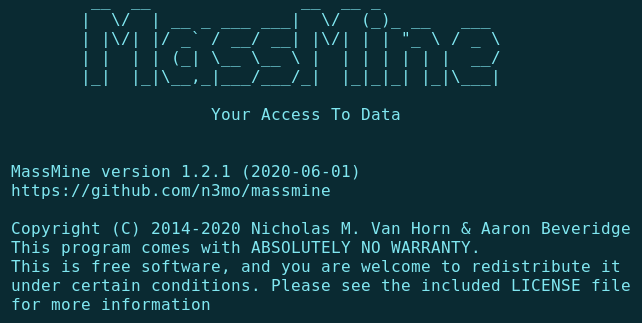 MassMine
Your Access To Data
MassMine version 1.2.1 (2020-06-01)
https://github.com/n3mo/massmine
Copyright (C) 2014-2020 Nicholas M. Van Horn & Aaron Beveridge
This program comes with ABSOLUTELY NO WARRANTY.
This is free software, and you are welcome to redistribute it
under certain conditions. Please see the included LICENSE file
for more information